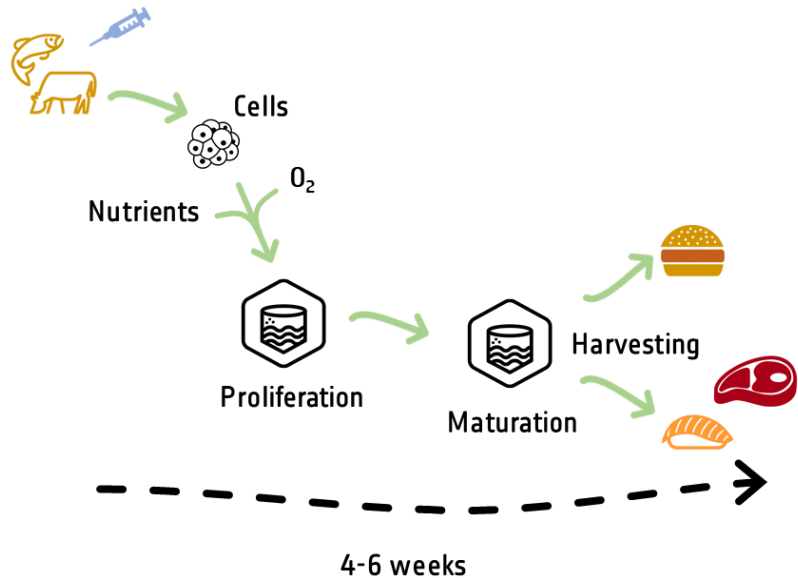 Cells
O₂
Nutrients
Proliferation
Harvesting
Maturation
4-6 weeks